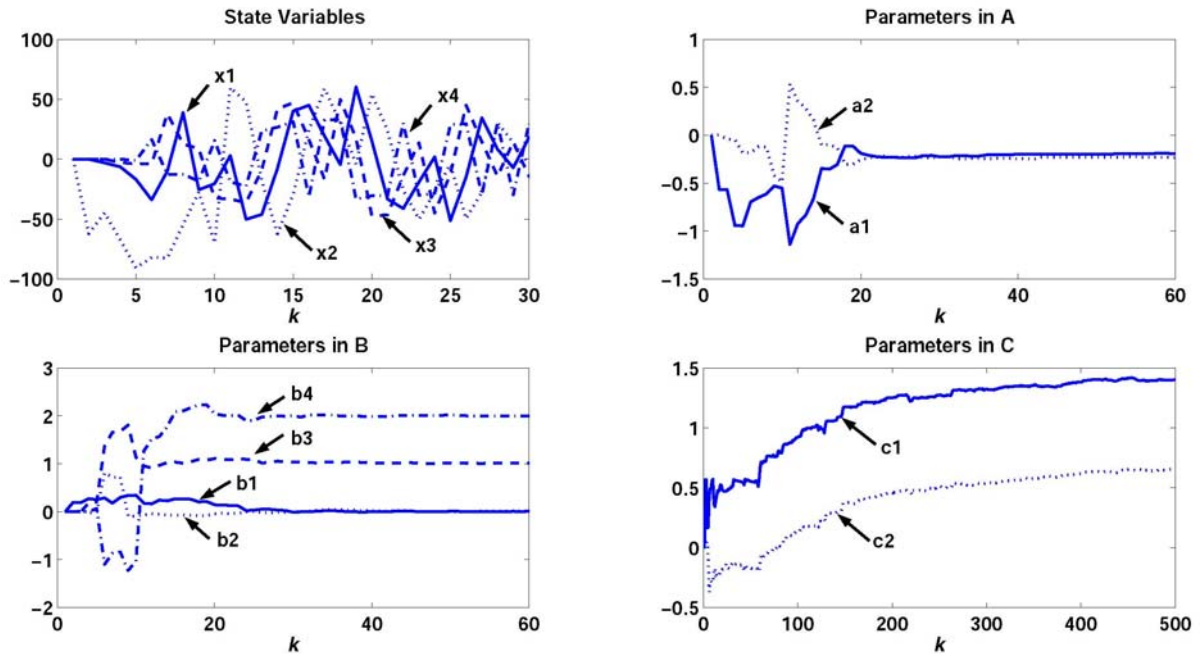 State Variables
100
50
0
−50
−100
0
5
10
15
20
25
30
k
x1
x2
x3
x4
Parameters in A
1
0.5
0
−0.5
−1
−1.5
0
20
40
60
k
a2
a1
Parameters in B
3
2
1
0
−1
−2
0
20
40
60
k
b4
b3
b1
b2
Parameters in C
1.5
1
0.5
0
−0.5
0
100
200
300
400
500
k
c1
c2